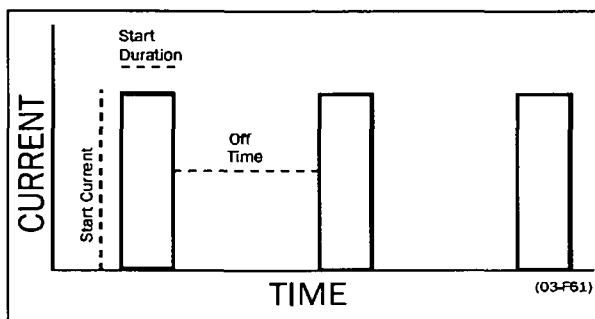 Start
Duration
Off
Time
Start Current
CURRENT
TIME
(03-F61)